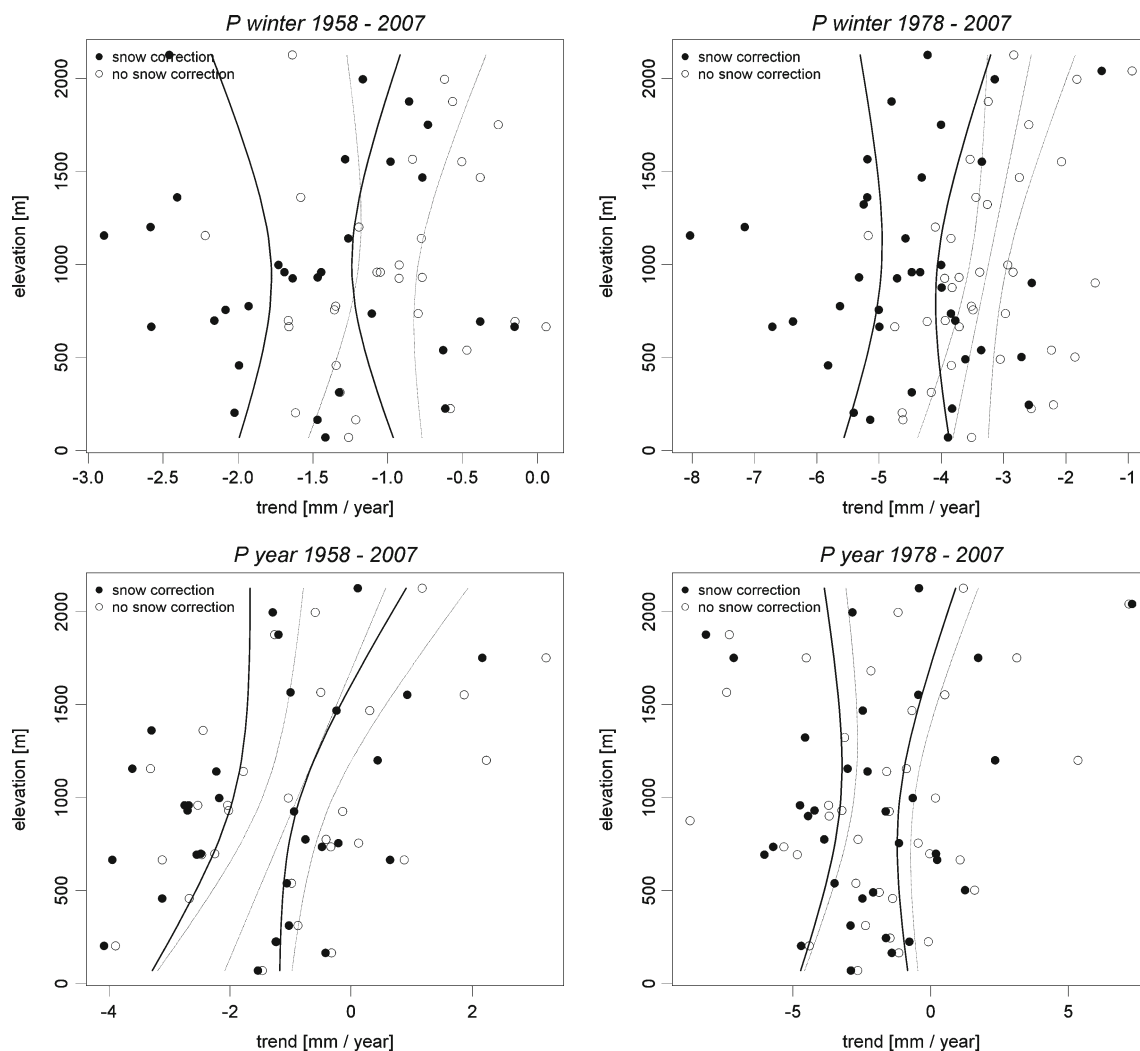 P winter 1958 - 2007
snow correction
no snow correction
elevation [m]
0
500
1000
1500
2000
-3.0
-2.5
-2.0
-1.5
-1.0
-0.5
0.0
trend [mm / year]
P winter 1978 - 2007
snow correction
no snow correction
elevation [m]
0
500
1000
1500
2000
-8
-7
-6
-5
-4
-3
-2
-1
trend [mm / year]
P year 1958 - 2007
snow correction
no snow correction
elevation [m]
0
500
1000
1500
2000
-4
-2
0
2
trend [mm / year]
P year 1978 - 2007
snow correction
no snow correction
elevation [m]
0
500
1000
1500
2000
-5
0
5
trend [mm / year]